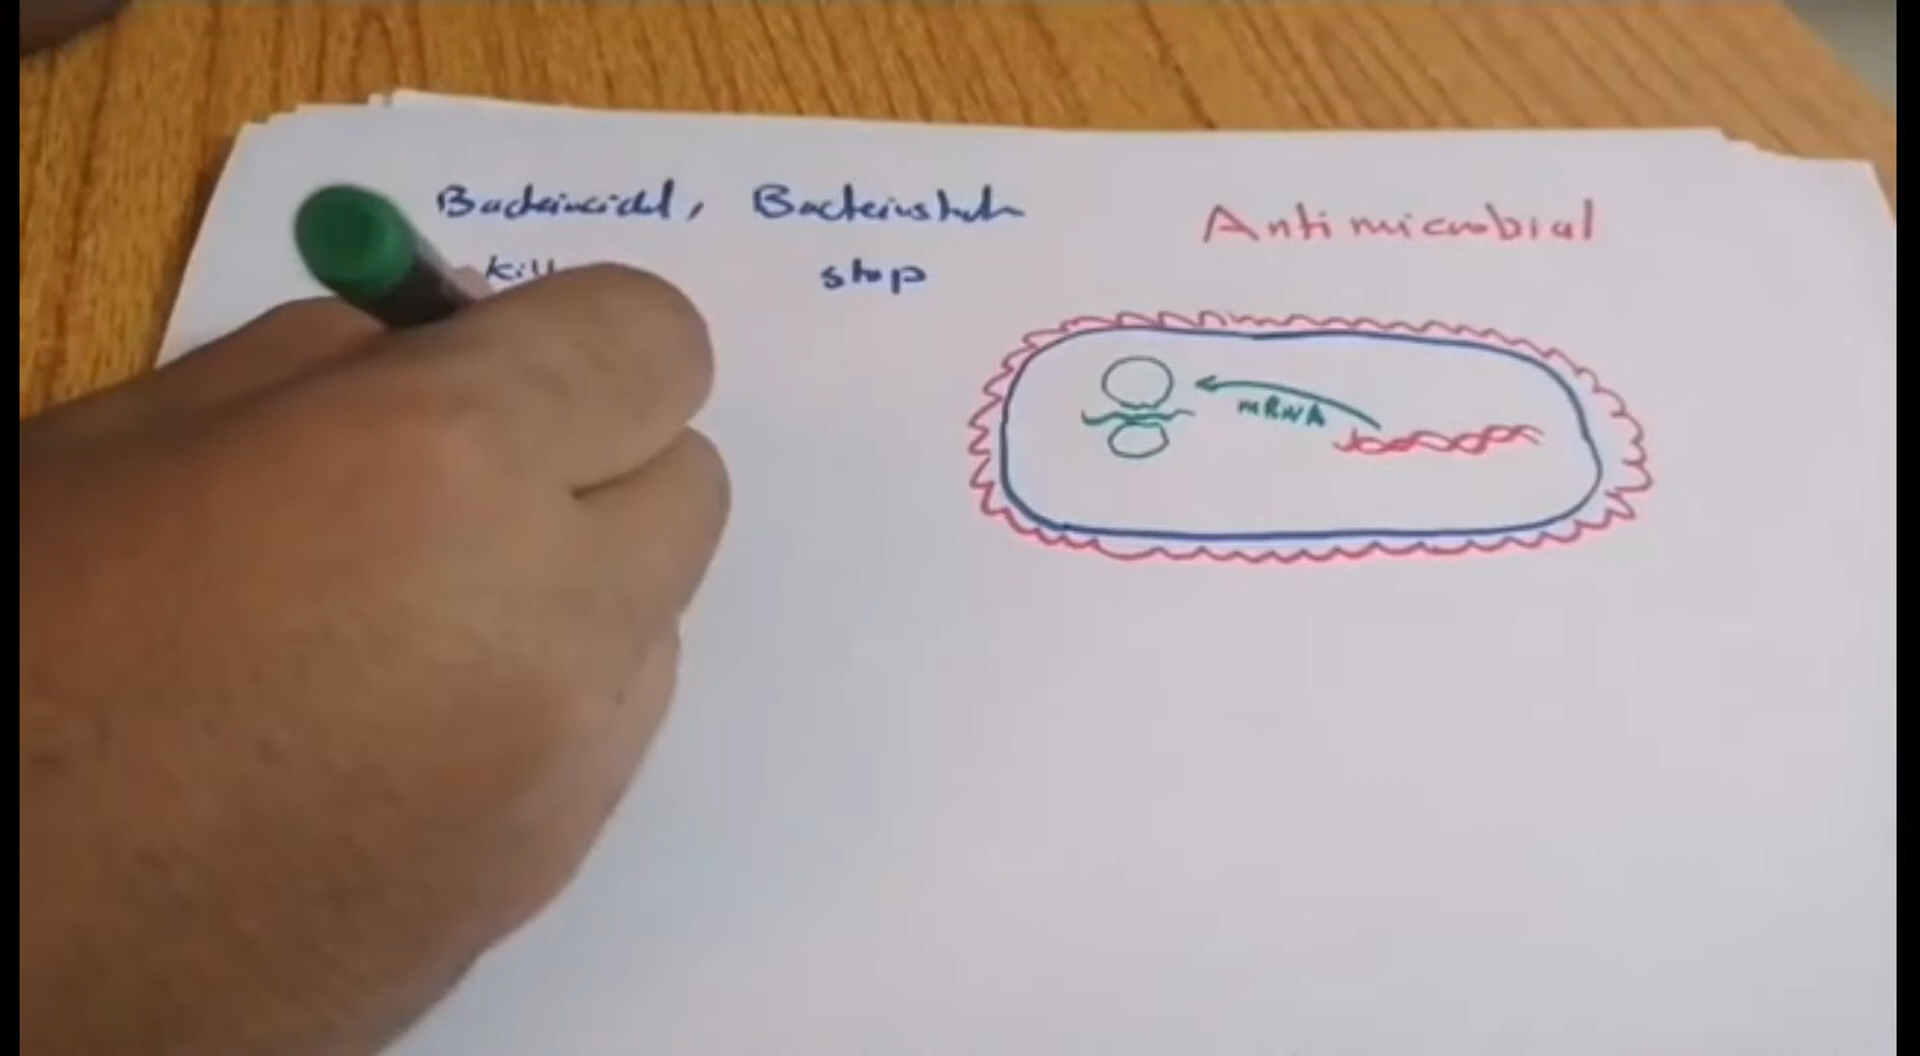 Bactericidal, Bacteriostatic
kill
stop
Antimicrobial
mRNA